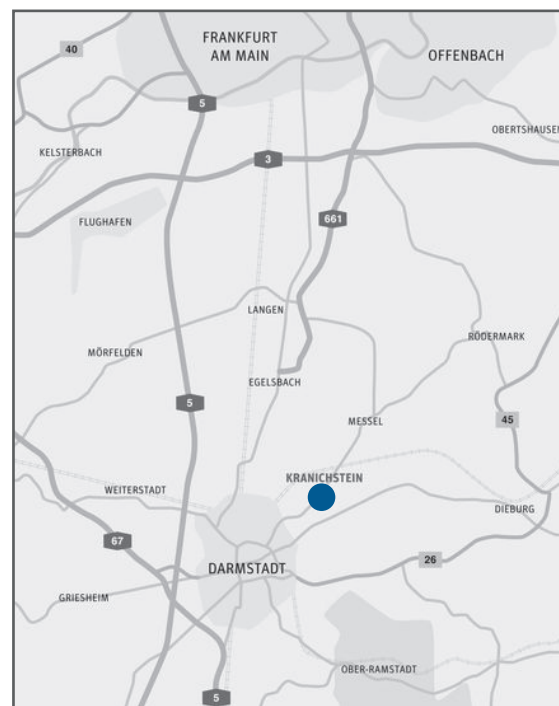 FRANKFURT
AM MAIN
OFFENBACH
40
5
OBERTSHAUSE
KELSTERBACH
3
661
FLUGHAFEN
LANGEN
RÖDERMARK
MÖRFELDEN
EGELSBACH
5
MESSEL
45
KRANICHSTEIN
WEITERSTADT
DIEBURG
67
26
DARMSTADT
GRIESHEIM
OBER-RAMSTADT
5